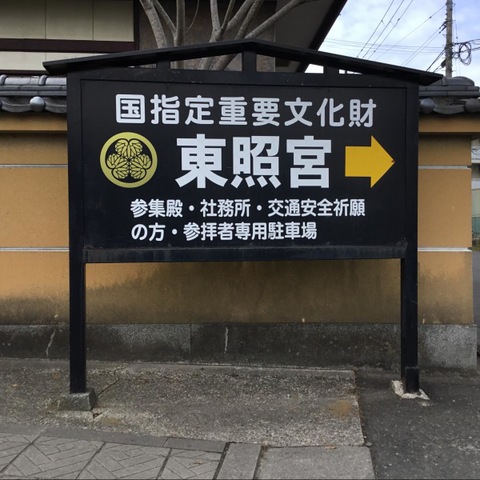 国指定重要文化財
東照宮
参集殿・社務所・交通安全祈願
の方・参拝者専用駐車場